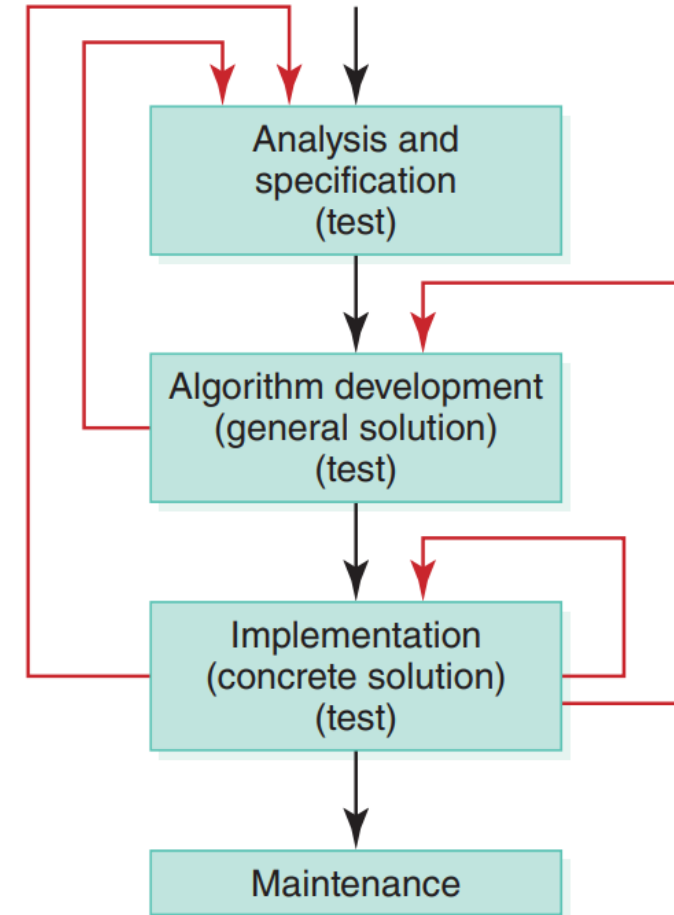 Analysis and
specification
(test)
Algorithm development
(general solution)
(test)
Implementation
(concrete solution)
(test)
Maintenance